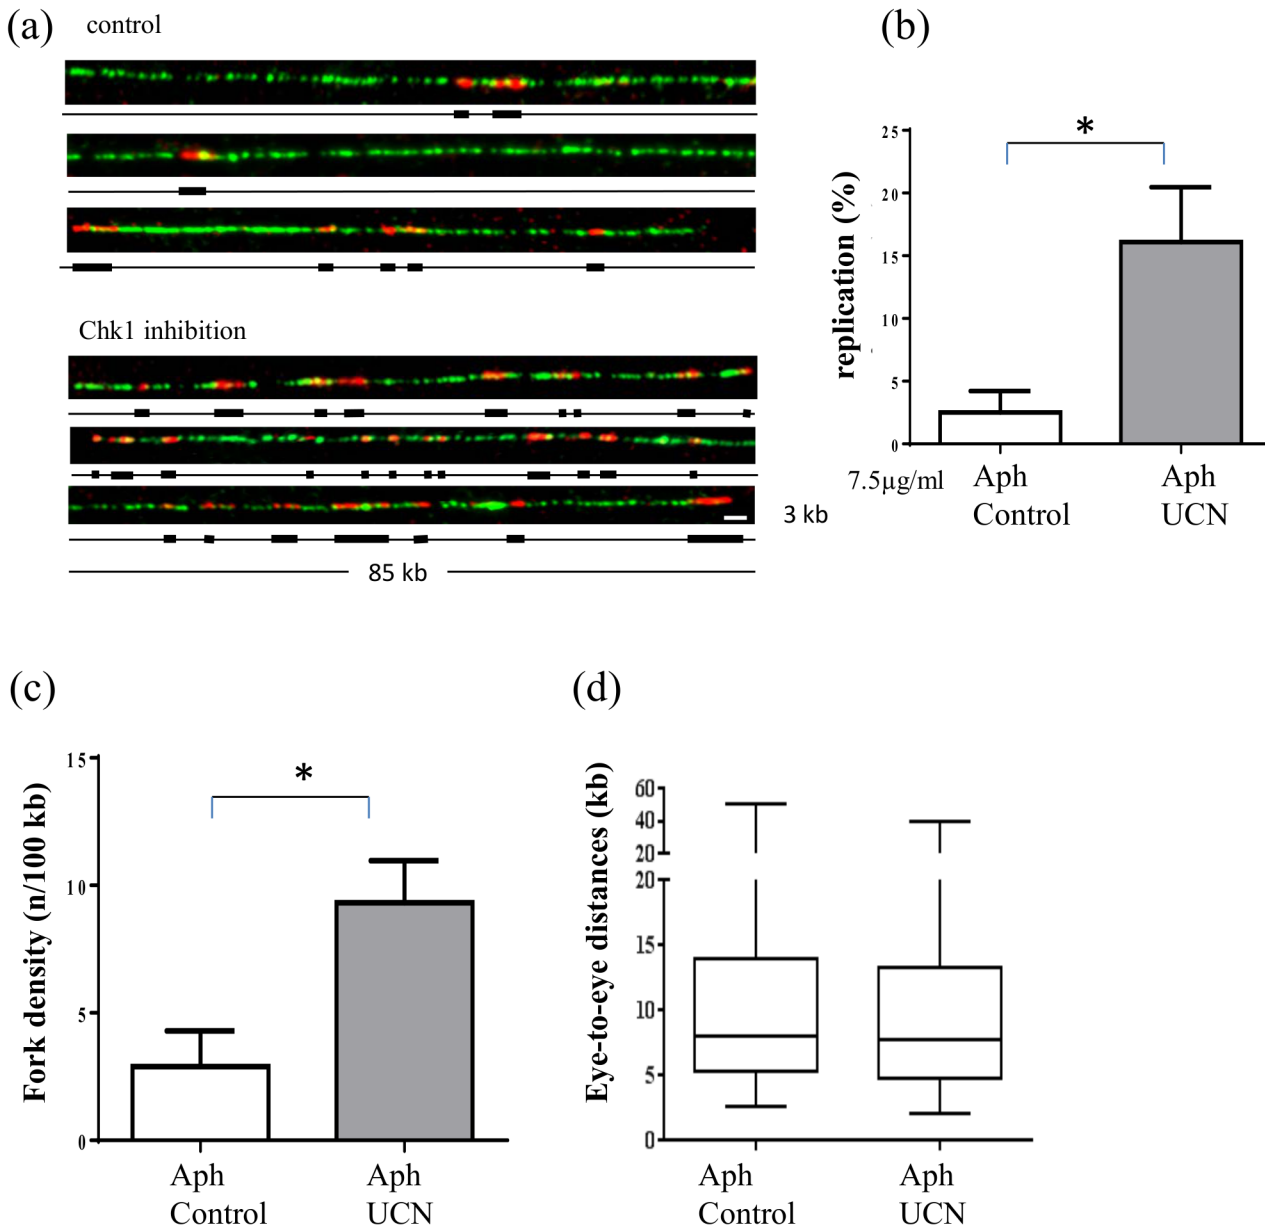 (a)
control
Chk1 inhibition
3 kb
85 kb
(b)
replication (%)
25
20
15
10
5
0
*
7.5µg/ml
Aph
Control
Aph
UCN
(c)
Fork density (n/100 kb)
15
10
5
0
*
Aph
Control
Aph
UCN
(d)
Eye-to-eye distances (kb)
60
40
20
20
15
10
5
0
Aph
Control
Aph
UCN